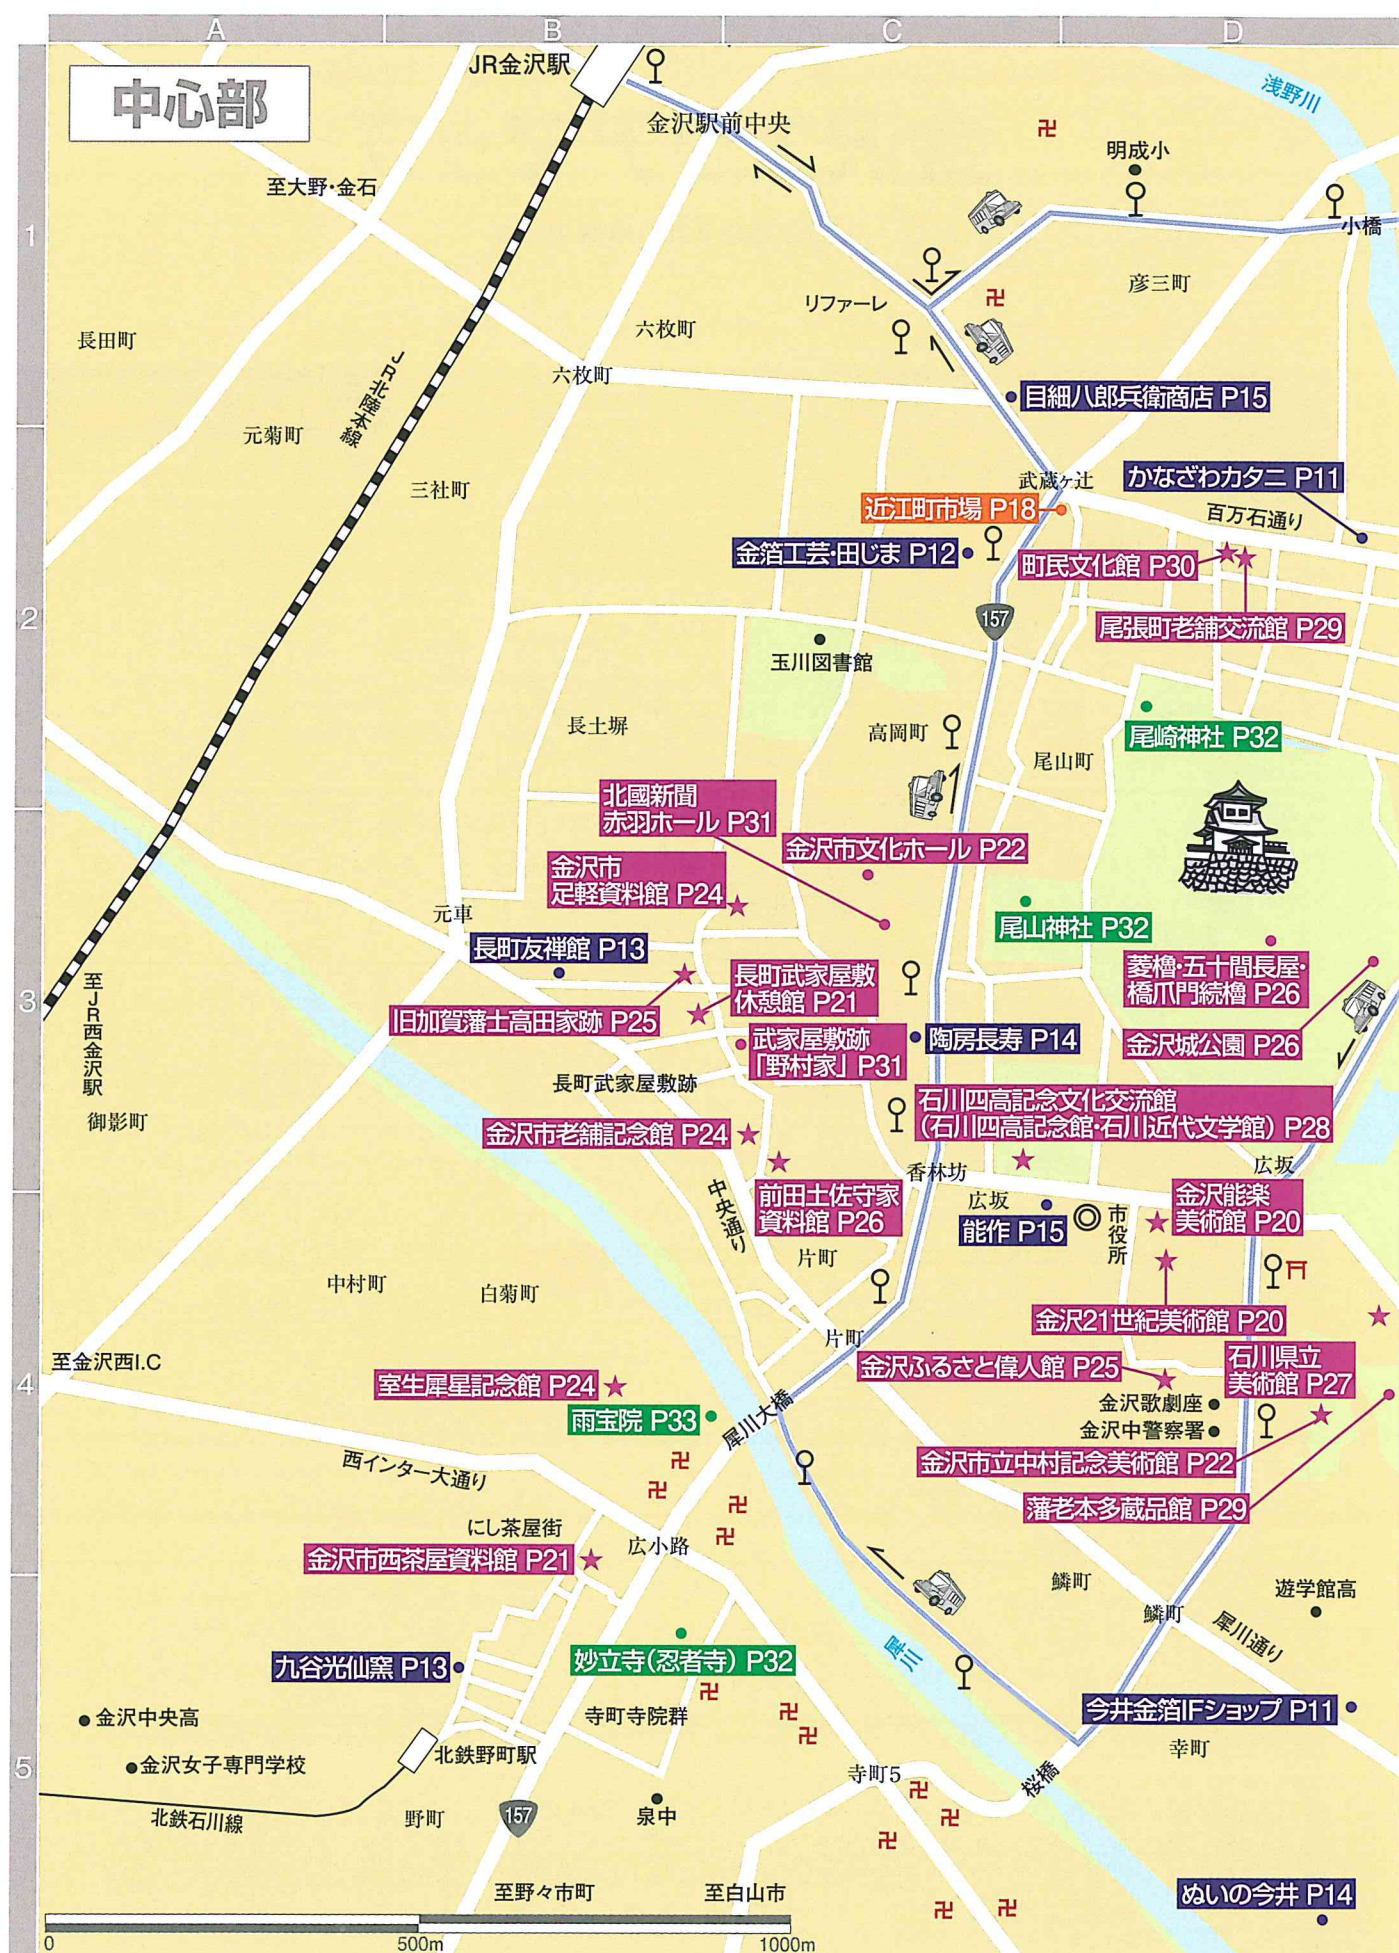 A
B
C
D
中心部
JR金沢駅
浅野川
金沢駅前中央
明成小
至大野・金石
1
小橋
彦三町
リファーレ
長田町
六枚町
JR北陸本線
六枚町
目細八郎兵衛商店 P15
元菊町
三社町
武蔵ヶ辻
かなざわカタニ P11
近江町市場 P18
百万石通り
金箔工芸・田じま P12
町民文化館 P30
2
157
尾張町老舗交流館 P29
玉川図書館
長土塀
高岡町
尾崎神社 P32
尾山町
北國新聞
赤羽ホール P31
金沢市文化ホール P22
金沢市
足軽資料館 P24
元車
尾山神社 P32
長町友禅館 P13
菱櫓・五十間長屋・
橋爪門続櫓 P26
長町武家屋敷
休憩館 P21
3
至JR西金沢駅
旧加賀藩士高田家跡 P25
武家屋敷跡
「野村家」 P31
陶房長寿 P14
金沢城公園 P26
長町武家屋敷跡
御影町
石川四高記念文化交流館
(石川四高記念館・石川近代文学館) P28
金沢市老舗記念館 P24
香林坊
広坂
前田土佐守家
資料館 P26
中央通り
広坂
能作 P15
市役所
金沢能楽
美術館 P20
片町
中村町
白菊町
金沢21世紀美術館 P20
片町
至金沢西I.C
4
金沢ふるさと偉人館 P25
石川県立
美術館 P27
室生犀星記念館 P24
金沢歌劇座
雨宝院 P33
犀川大橋
金沢中警察署
金沢市立中村記念美術館 P22
西インター大通り
藩老本多蔵品館 P29
にし茶屋街
広小路
金沢市西茶屋資料館 P21
鱗町
遊学館高
鱗町
犀川通り
犀川
九谷光仙窯 P13
妙立寺(忍者寺) P32
今井金箔IFショップ P11
金沢中央高
寺町寺院群
幸町
北鉄野町駅
5
金沢女子専門学校
寺町5
桜橋
北鉄石川線
野町
157
泉中
至野々市町
至白山市
ぬいの今井 P14
0
500m
1000m